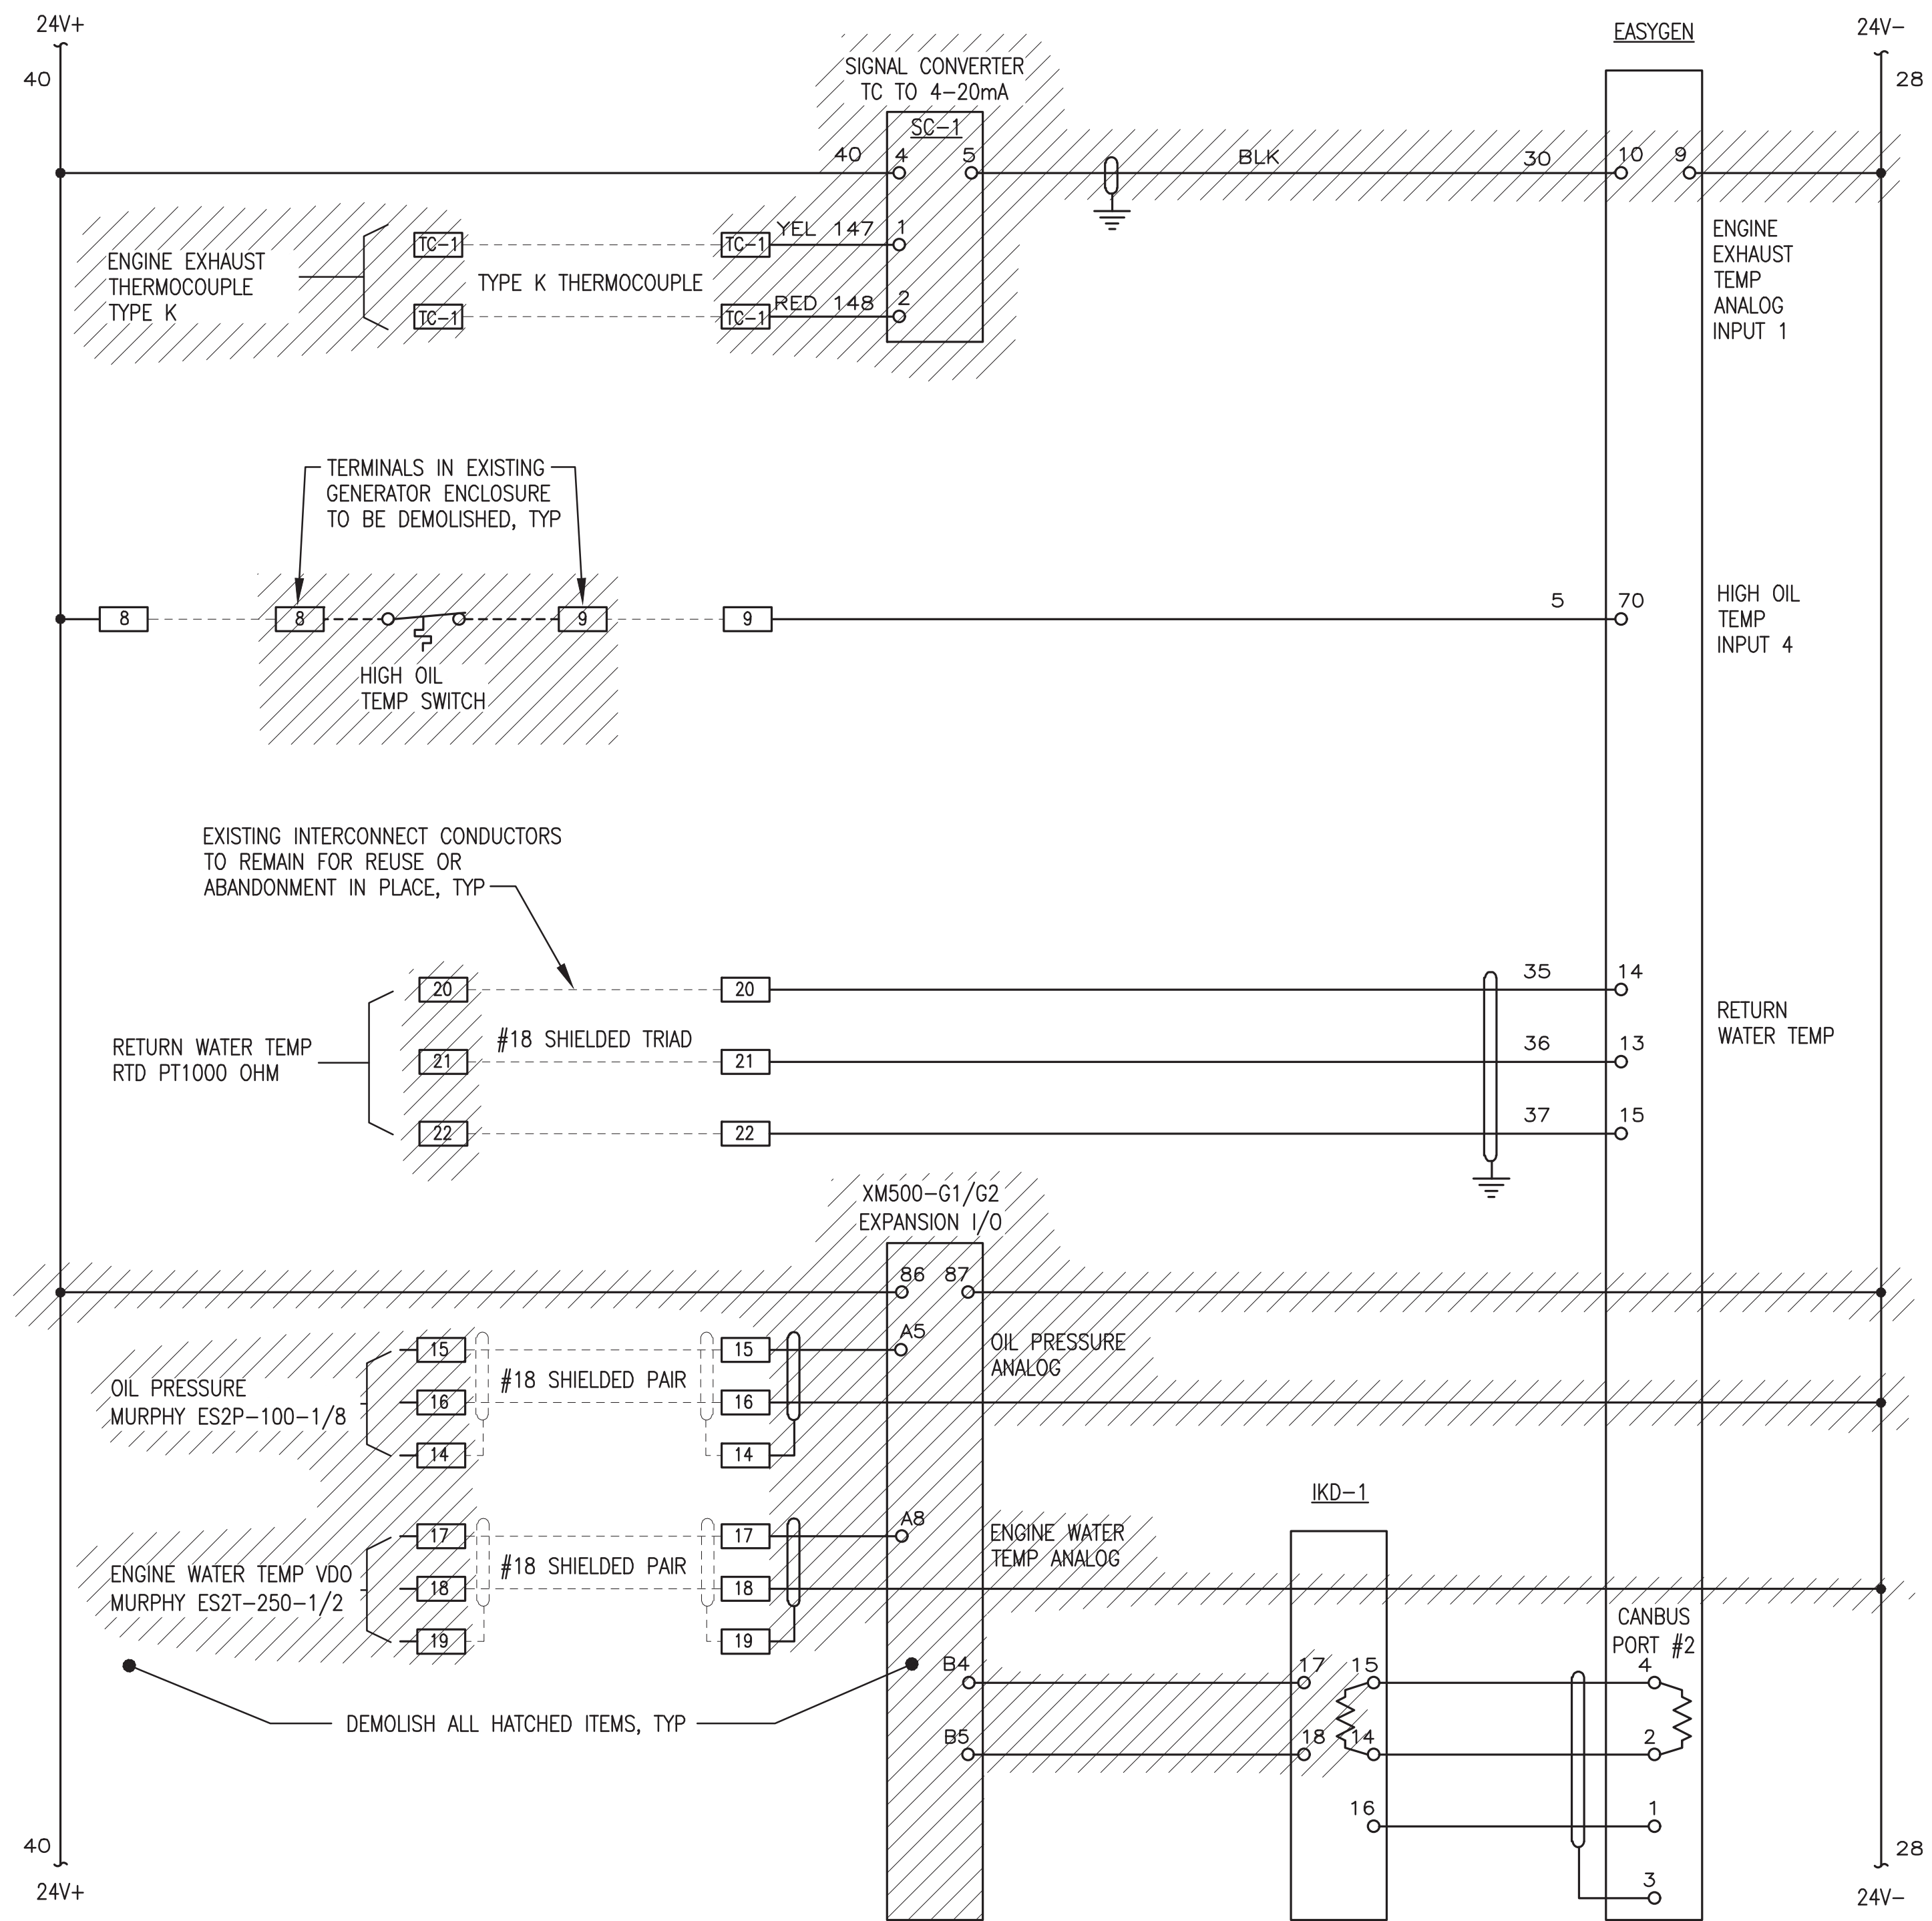 24V+
EASYGEN
24V-
40
28
SIGNAL CONVERTER
TC TO 4-20mA
SC-1
40 4 5 BLK 30 10 9
TC-1 TC-1 YEL 147 1
ENGINE EXHAUST
THERMOCOUPLE
TYPE K
TYPE K THERMOCOUPLE
TC-1 TC-1 RED 148 2
ENGINE
EXHAUST
TEMP
ANALOG
INPUT 1
TERMINALS IN EXISTING
GENERATOR ENCLOSURE
TO BE DEMOLISHED, TYP
8 8 9 9 5 70
HIGH OIL
TEMP SWITCH
HIGH OIL
TEMP
INPUT 4
EXISTING INTERCONNECT CONDUCTORS
TO REMAIN FOR REUSE OR
ABANDONMENT IN PLACE, TYP
20 20 35 14
#18 SHIELDED TRIAD
RETURN WATER TEMP
RTD PT1000 OHM
21 21 36 13
RETURN
WATER TEMP
22 22 37 15
XM500-G1/G2
EXPANSION I/O
86 87
15 15 A5
OIL PRESSURE
ANALOG
#18 SHIELDED PAIR
OIL PRESSURE
MURPHY ES2P-100-1/8
16 16
14 14
IKD-1
17 17 A8
ENGINE WATER
TEMP ANALOG
#18 SHIELDED PAIR
ENGINE WATER TEMP VDO
MURPHY ES2T-250-1/2
18 18
19 19
CANBUS
PORT #2
B4 17 15 4
DEMOLISH ALL HATCHED ITEMS, TYP
B5 18 14 2
16 1
3
40
28
24V+
24V-